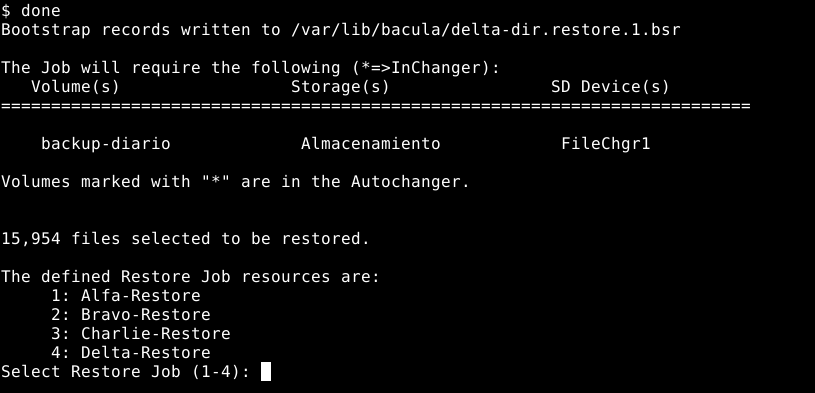 $ done
Bootstrap records written to /var/lib/bacula/delta-dir.restore.1.bsr
The Job will require the following (*=>InChanger):
Volume(s) Storage(s) SD Device(s)
===========================================================================
backup-diario Almacenamiento FileChgr1
Volumes marked with "*" are in the Autochanger.
15,954 files selected to be restored.
The defined Restore Job resources are:
1: Alfa-Restore
2: Bravo-Restore
3: Charlie-Restore
4: Delta-Restore
Select Restore Job (1-4):